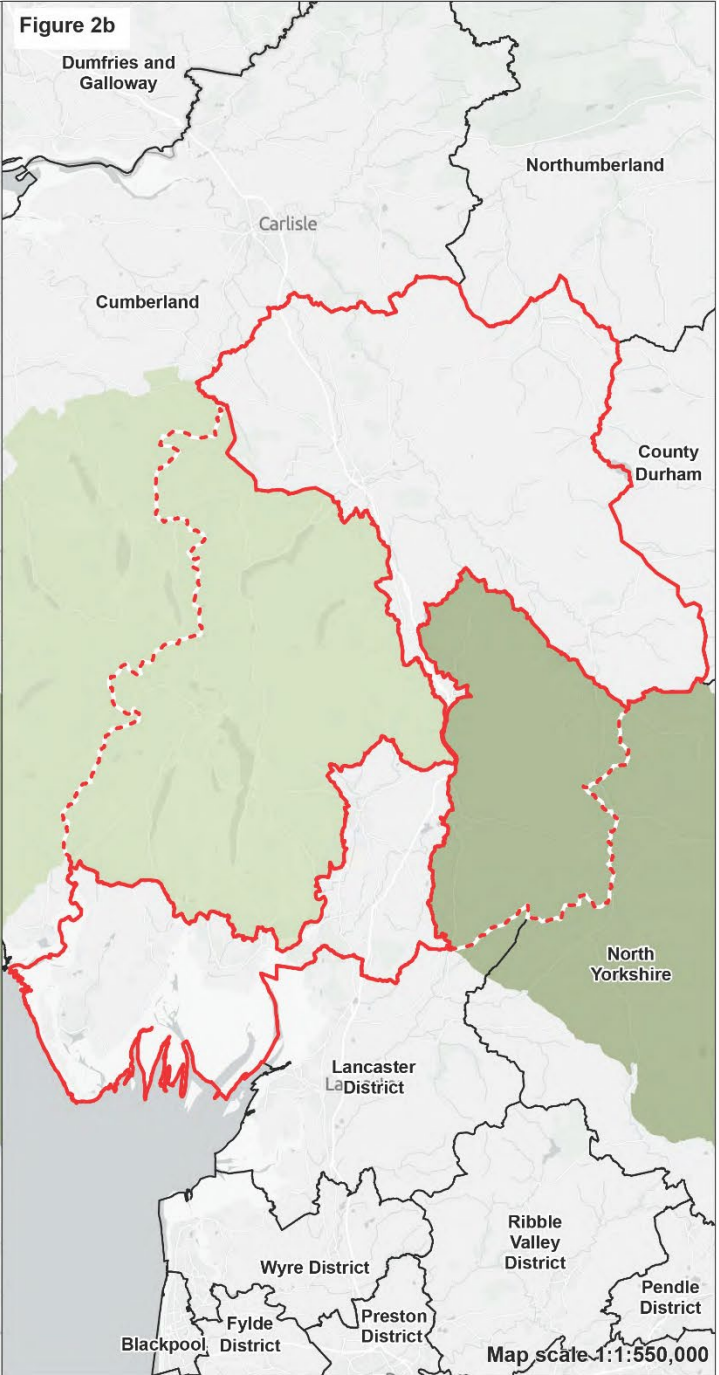 Figure 2b
Dumfries and
Galloway
Northumberland
Carlisle
Cumberland
County
Durham
North
Yorkshire
Lancaster
District
Ribble
Valley
District
Wyre District
Pendle
District
Preston
District
Fylde
District
Blackpool
Map scale 1:1:550,000